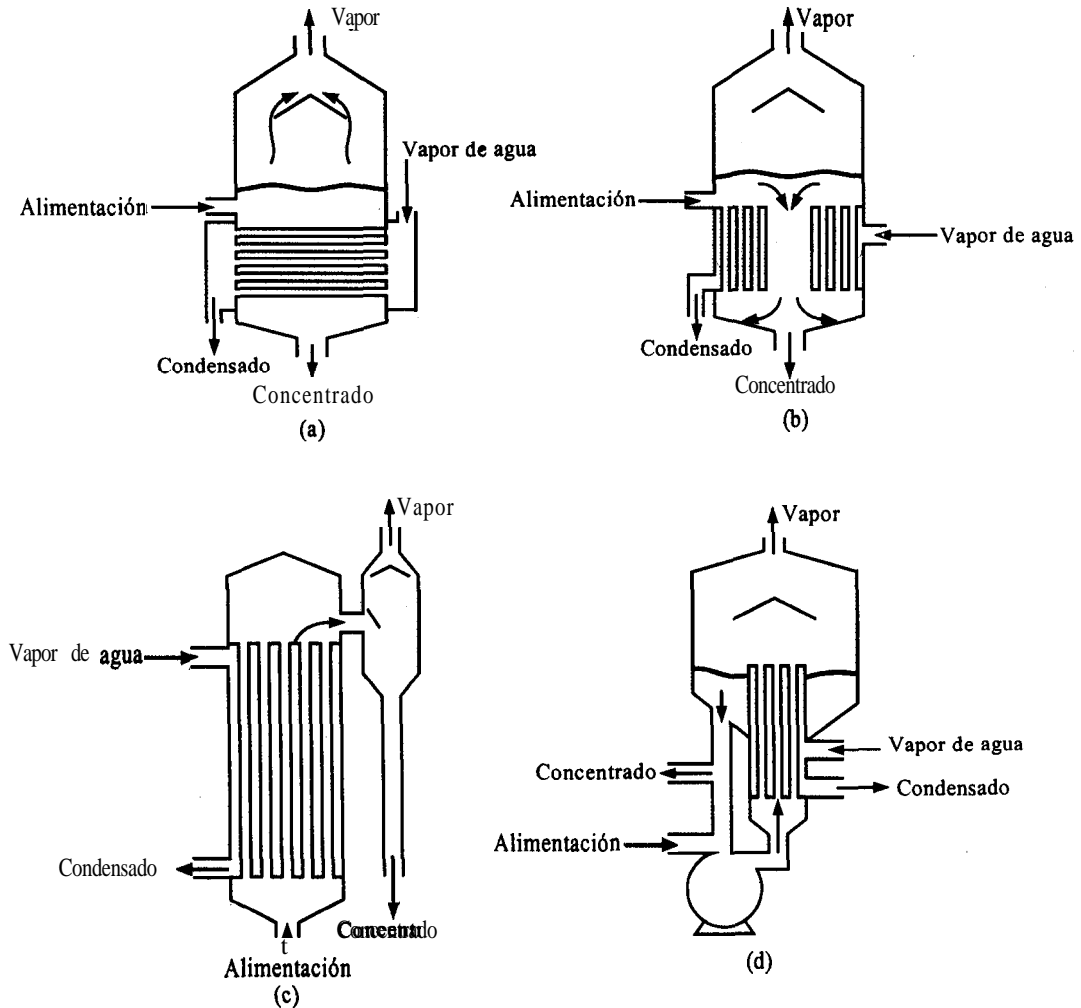 Vapor
Vapor de agua
Alimentación
Condensado
Concentrado
(a)
Vapor
Alimentación
Vapor de agua
Condensado
Concentrado
(b)
Vapor
Vapor de agua
Condensado
Concentrado
t
Alimentación
(c)
Vapor
Vapor de agua
Concentrado
Condensado
Alimentación
(d)